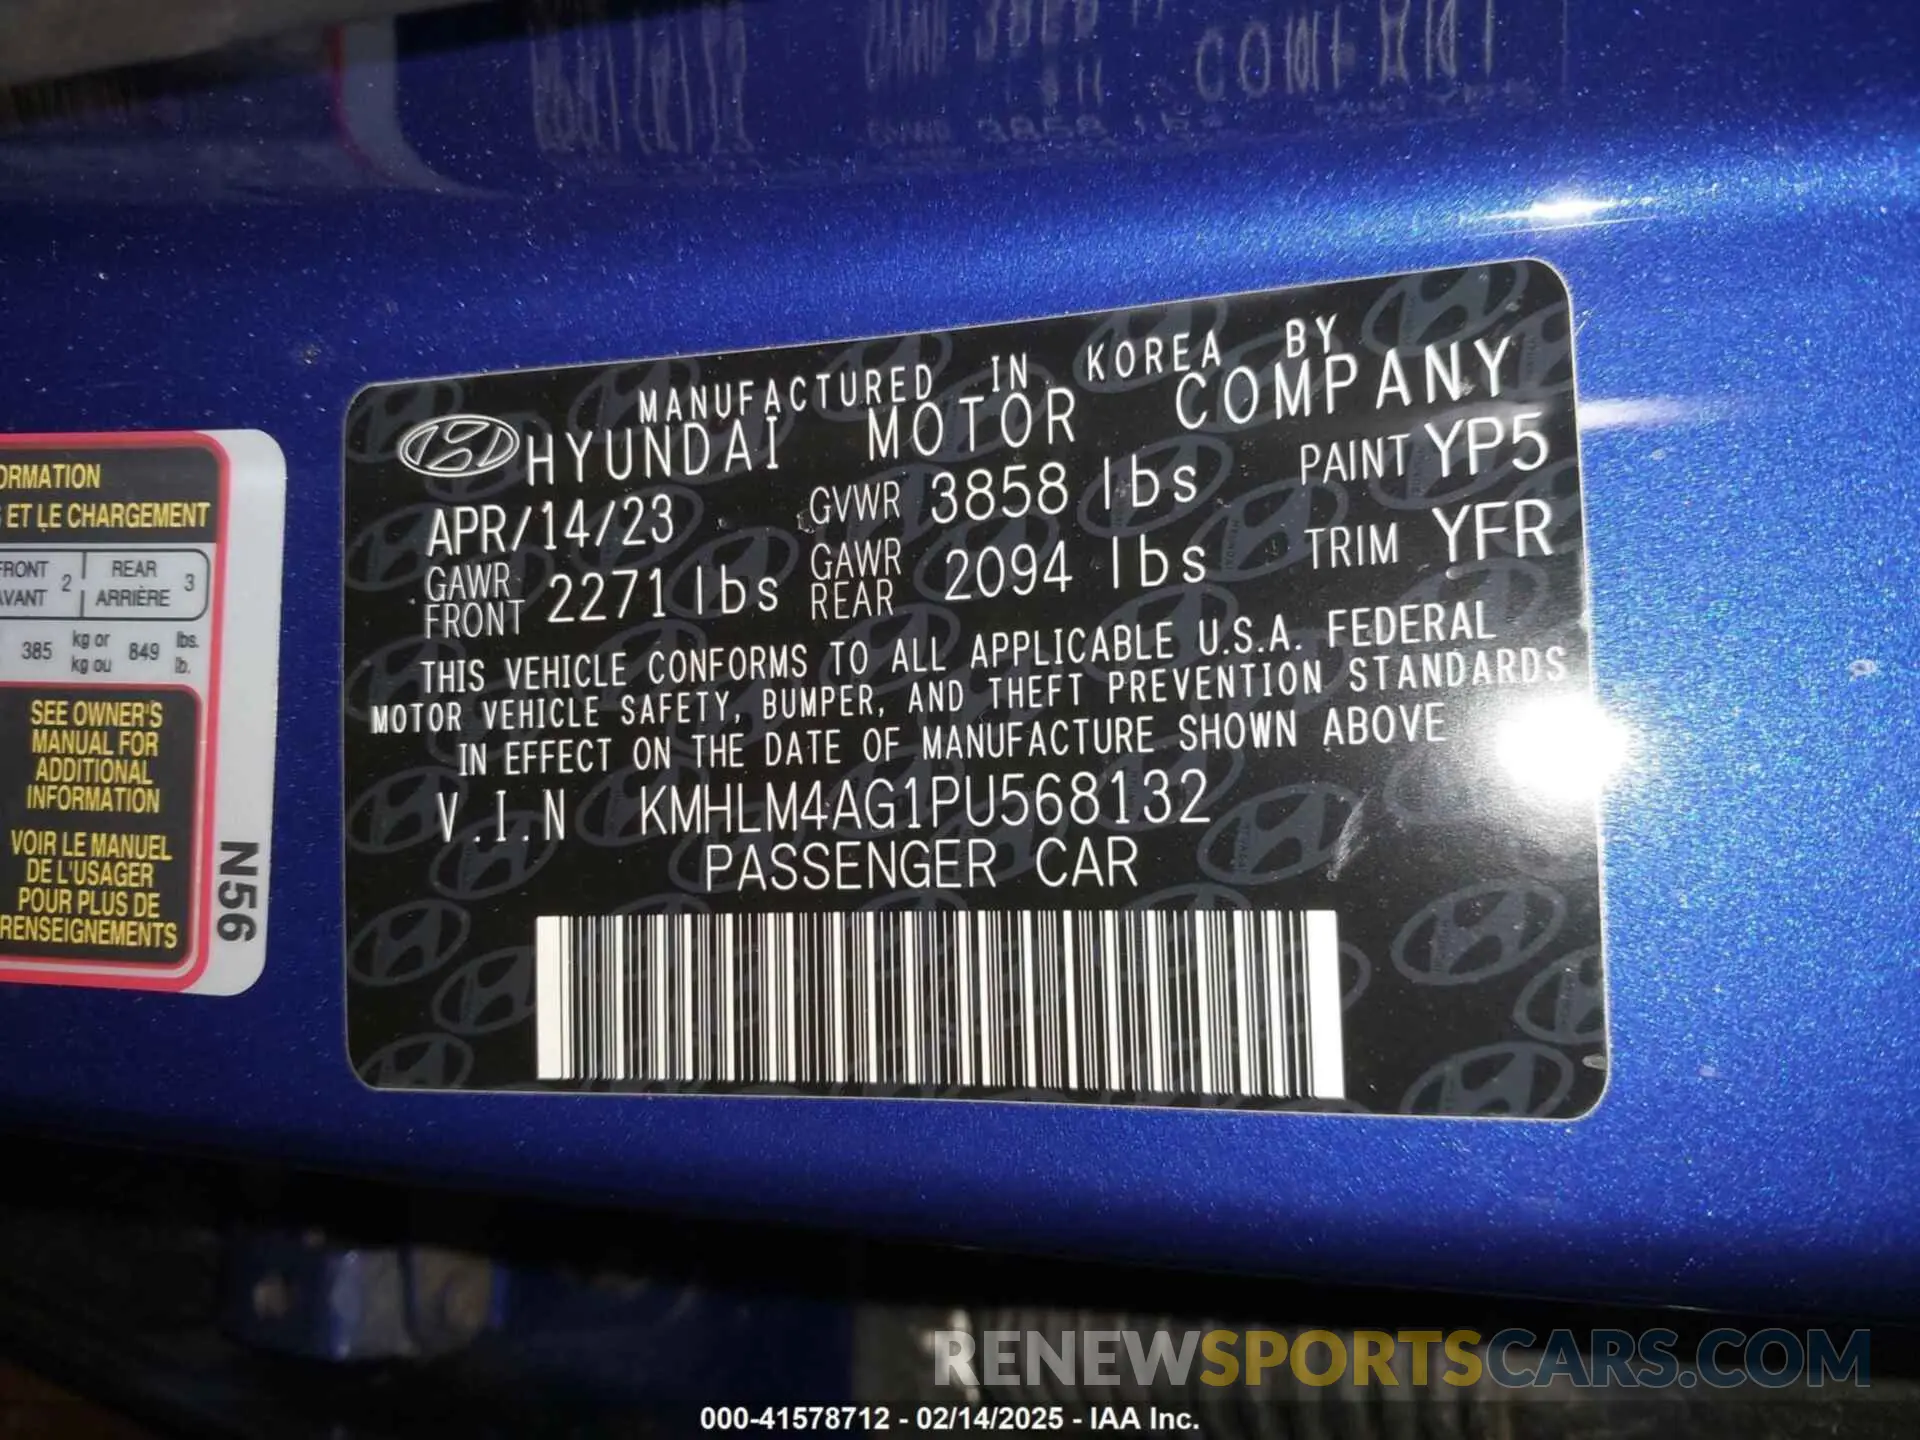 MANUFACTURED IN KOREA BY
HYUNDAI MOTOR COMPANY
APR/14/23 GVWR 3858 lbs PAINT YP5
GAWR FRONT 2271 lbs GAWR REAR 2094 lbs TRIM YFR
THIS VEHICLE CONFORMS TO ALL APPLICABLE U.S.A. FEDERAL
MOTOR VEHICLE SAFETY, BUMPER, AND THEFT PREVENTION STANDARDS
IN EFFECT ON THE DATE OF MANUFACTURE SHOWN ABOVE
V.I.N KMHLM4AG1PU568132
PASSENGER CAR
ET LE CHARGEMENT
2 REAR 3
ARRIÈRE
385 kg or 849 lbs.
kg ou lb.
SEE OWNER'S
MANUAL FOR
ADDITIONAL
INFORMATION
VOIR LE MANUEL
DE L'USAGER
POUR PLUS DE
RENSEIGNEMENTS
N56
RENEWSPORTSCARS.COM
000-41578712 - 02/14/2025 - IAA Inc.